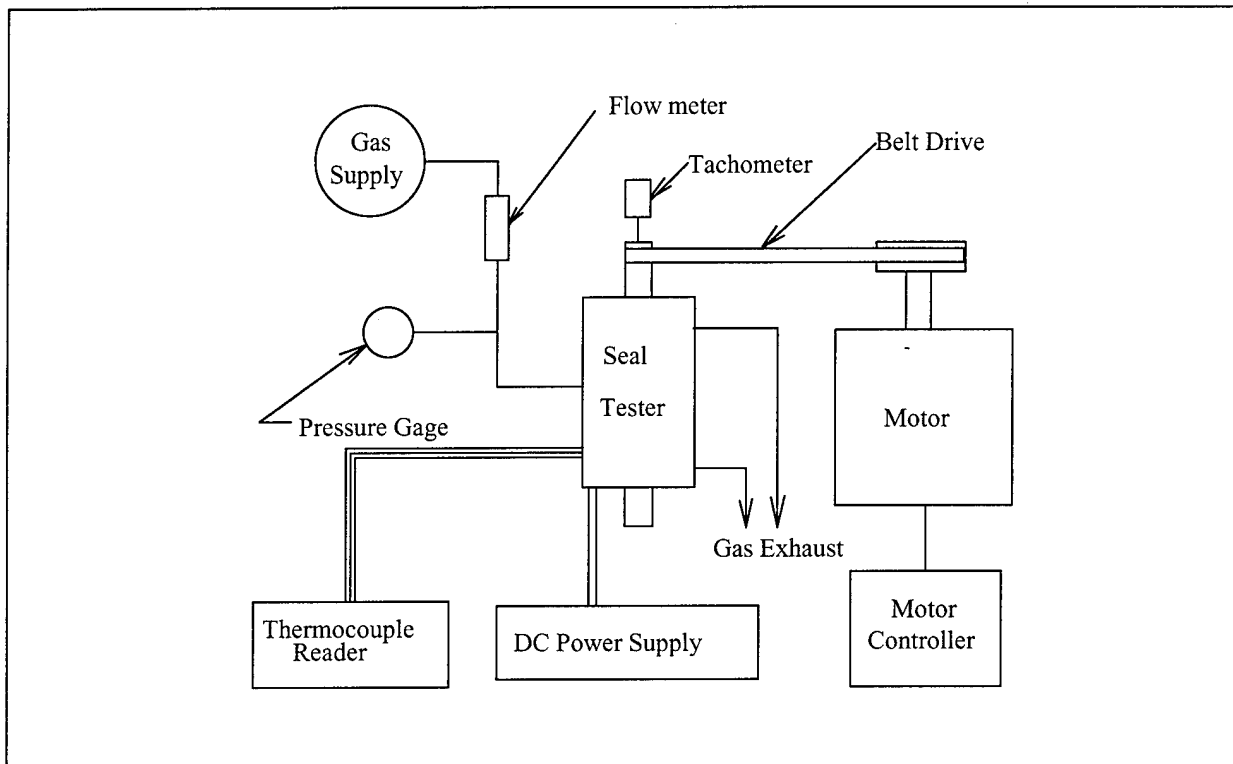 Flow meter
Gas
Supply
Tachometer
Belt Drive
Seal
Tester
Motor
Pressure Gage
Gas Exhaust
Thermocouple
Reader
DC Power Supply
Motor
Controller